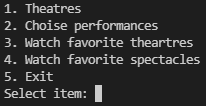 1. Theatres
2. Choise performances
3. Watch favorite theartres
4. Watch favorite spectacles
5. Exit
Select item: